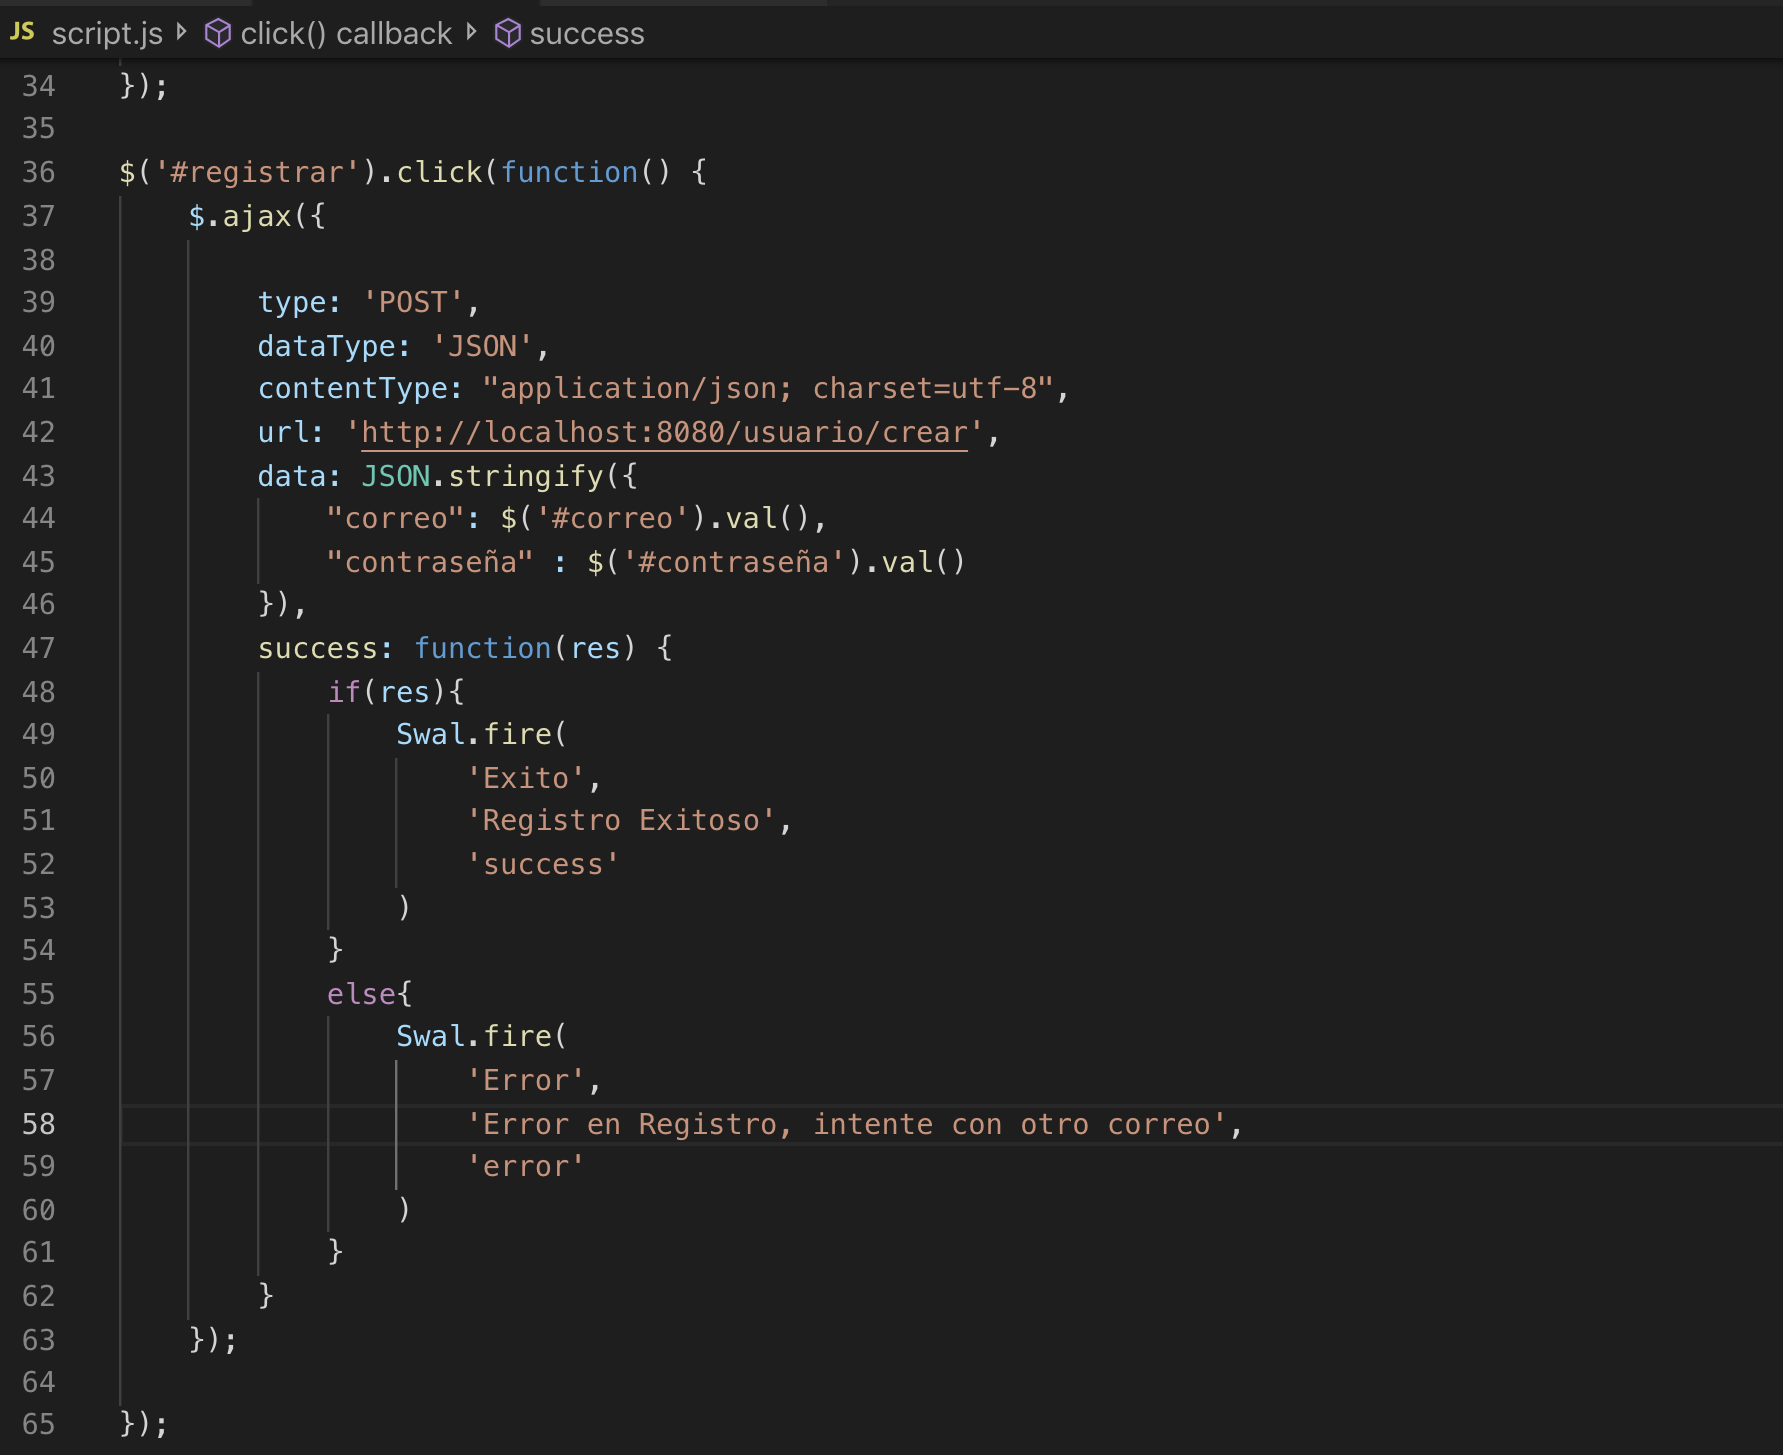 JS script.js click() callback success
34 });
35
36 $('#registrar').click(function() {
37     $.ajax({
38
39         type: 'POST',
40         dataType: 'JSON',
41         contentType: "application/json; charset=utf-8",
42         url: 'http://localhost:8080/usuario/crear',
43         data: JSON.stringify({
44             "correo": $('#correo').val(),
45             "contraseña" : $('#contraseña').val()
46         }),
47         success: function(res) {
48             if(res){
49                 Swal.fire(
50                     'Exito',
51                     'Registro Exitoso',
52                     'success'
53                 )
54             }
55             else{
56                 Swal.fire(
57                     'Error',
58                     'Error en Registro, intente con otro correo',
59                     'error'
60                 )
61             }
62         }
63     });
64
65 });